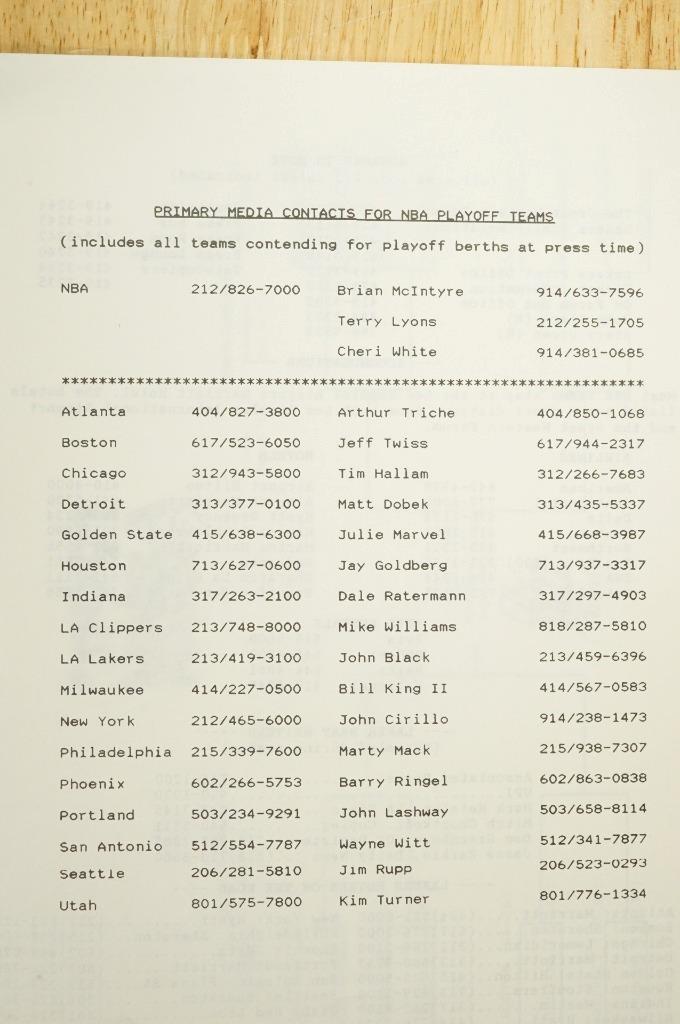 PRIMARY MEDIA CONTACTS FOR NBA PLAYOFF TEAMS
(includes all teams contending for playoff berths at press time)
NBA 212/826-7000 Brian McIntyre 914/633-7596
Terry Lyons 212/255-1705
Cheri White 914/381-0685
**************************************************************************
Atlanta 404/827-3800 Arthur Triche 404/850-1068
Boston 617/523-6050 Jeff Twiss 617/944-2317
Chicago 312/943-5800 Tim Hallam 312/266-7683
Detroit 313/377-0100 Matt Dobek 313/435-5337
Golden State 415/638-6300 Julie Marvel 415/668-3987
Houston 713/627-0600 Jay Goldberg 713/937-3317
Indiana 317/263-2100 Dale Ratermann 317/297-4903
LA Clippers 213/748-8000 Mike Williams 818/287-5810
LA Lakers 213/419-3100 John Black 213/459-6396
Milwaukee 414/227-0500 Bill King II 414/567-0583
New York 212/465-6000 John Cirillo 914/238-1473
Philadelphia 215/339-7600 Marty Mack 215/938-7307
Phoenix 602/266-5753 Barry Ringel 602/863-0838
Portland 503/234-9291 John Lashway 503/658-8114
San Antonio 512/554-7787 Wayne Witt 512/341-7877
Seattle 206/281-5810 Jim Rupp 206/523-0293
Utah 801/575-7800 Kim Turner 801/776-1334